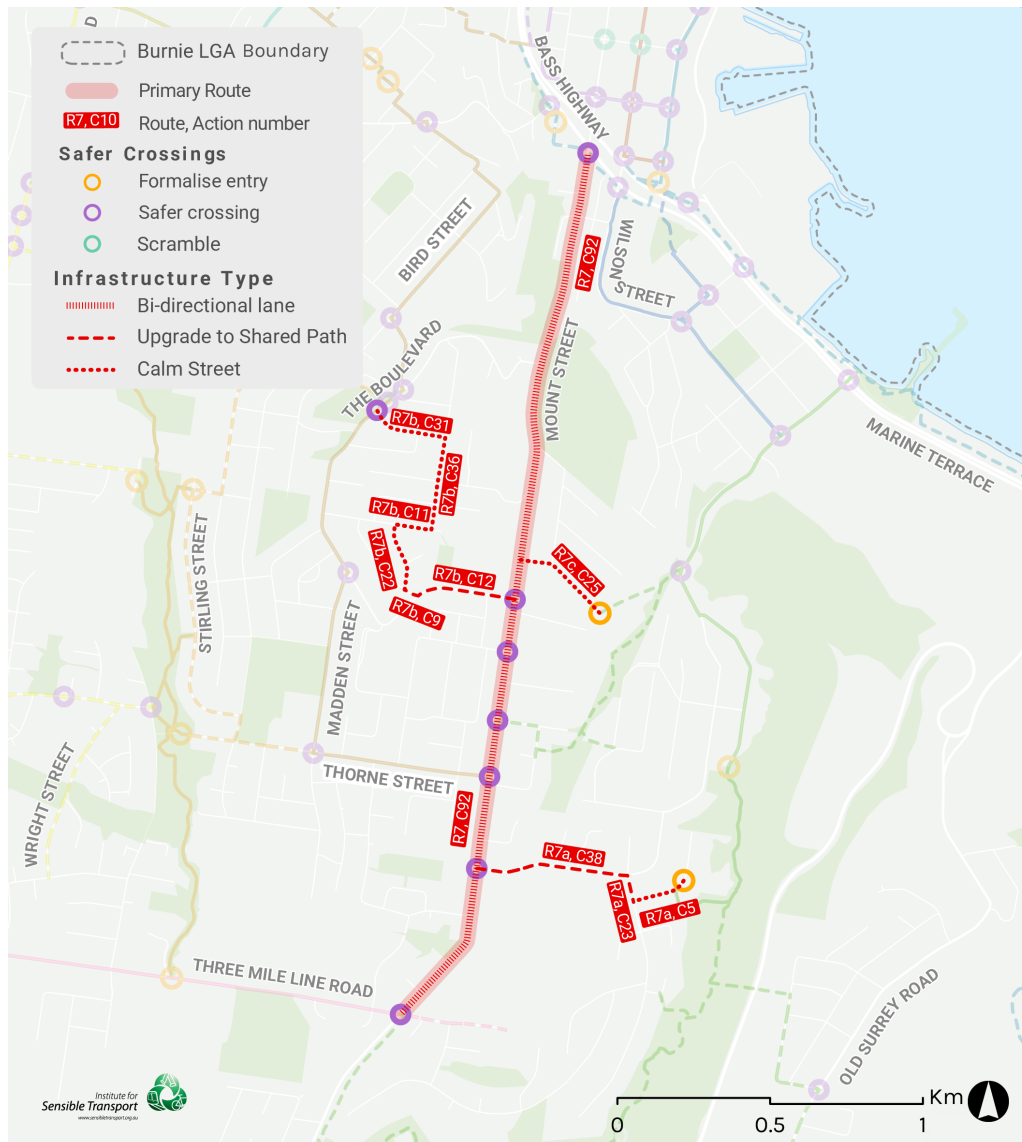 D
Burnie LGA Boundary
Primary Route
R7, C10
Route, Action number
Safer Crossings
Formalise entry
Safer crossing
Scramble
Infrastructure Type
Bi-directional lane
Upgrade to Shared Path
Calm Street
BASS HIGHWAY
BIRD STREET
WILSON
STREET
R7, C92
THE BOULEVARD
MOUNT STREET
MARINE TERRACE
R7b, C31
R7b, C36
R7b, C11
R7b, C22
R7b, C12
R7b, C9
R7c, C25
STIRLING STREET
MADDEN STREET
THORNE STREET
WRIGHT STREET
R7, C92
R7a, C38
R7a, C23
R7a, C5
THREE MILE LINE ROAD
OLD SURREY ROAD
Institute for
Sensible Transport
www.sensibletransport.org.au
Km
0 0.5 1